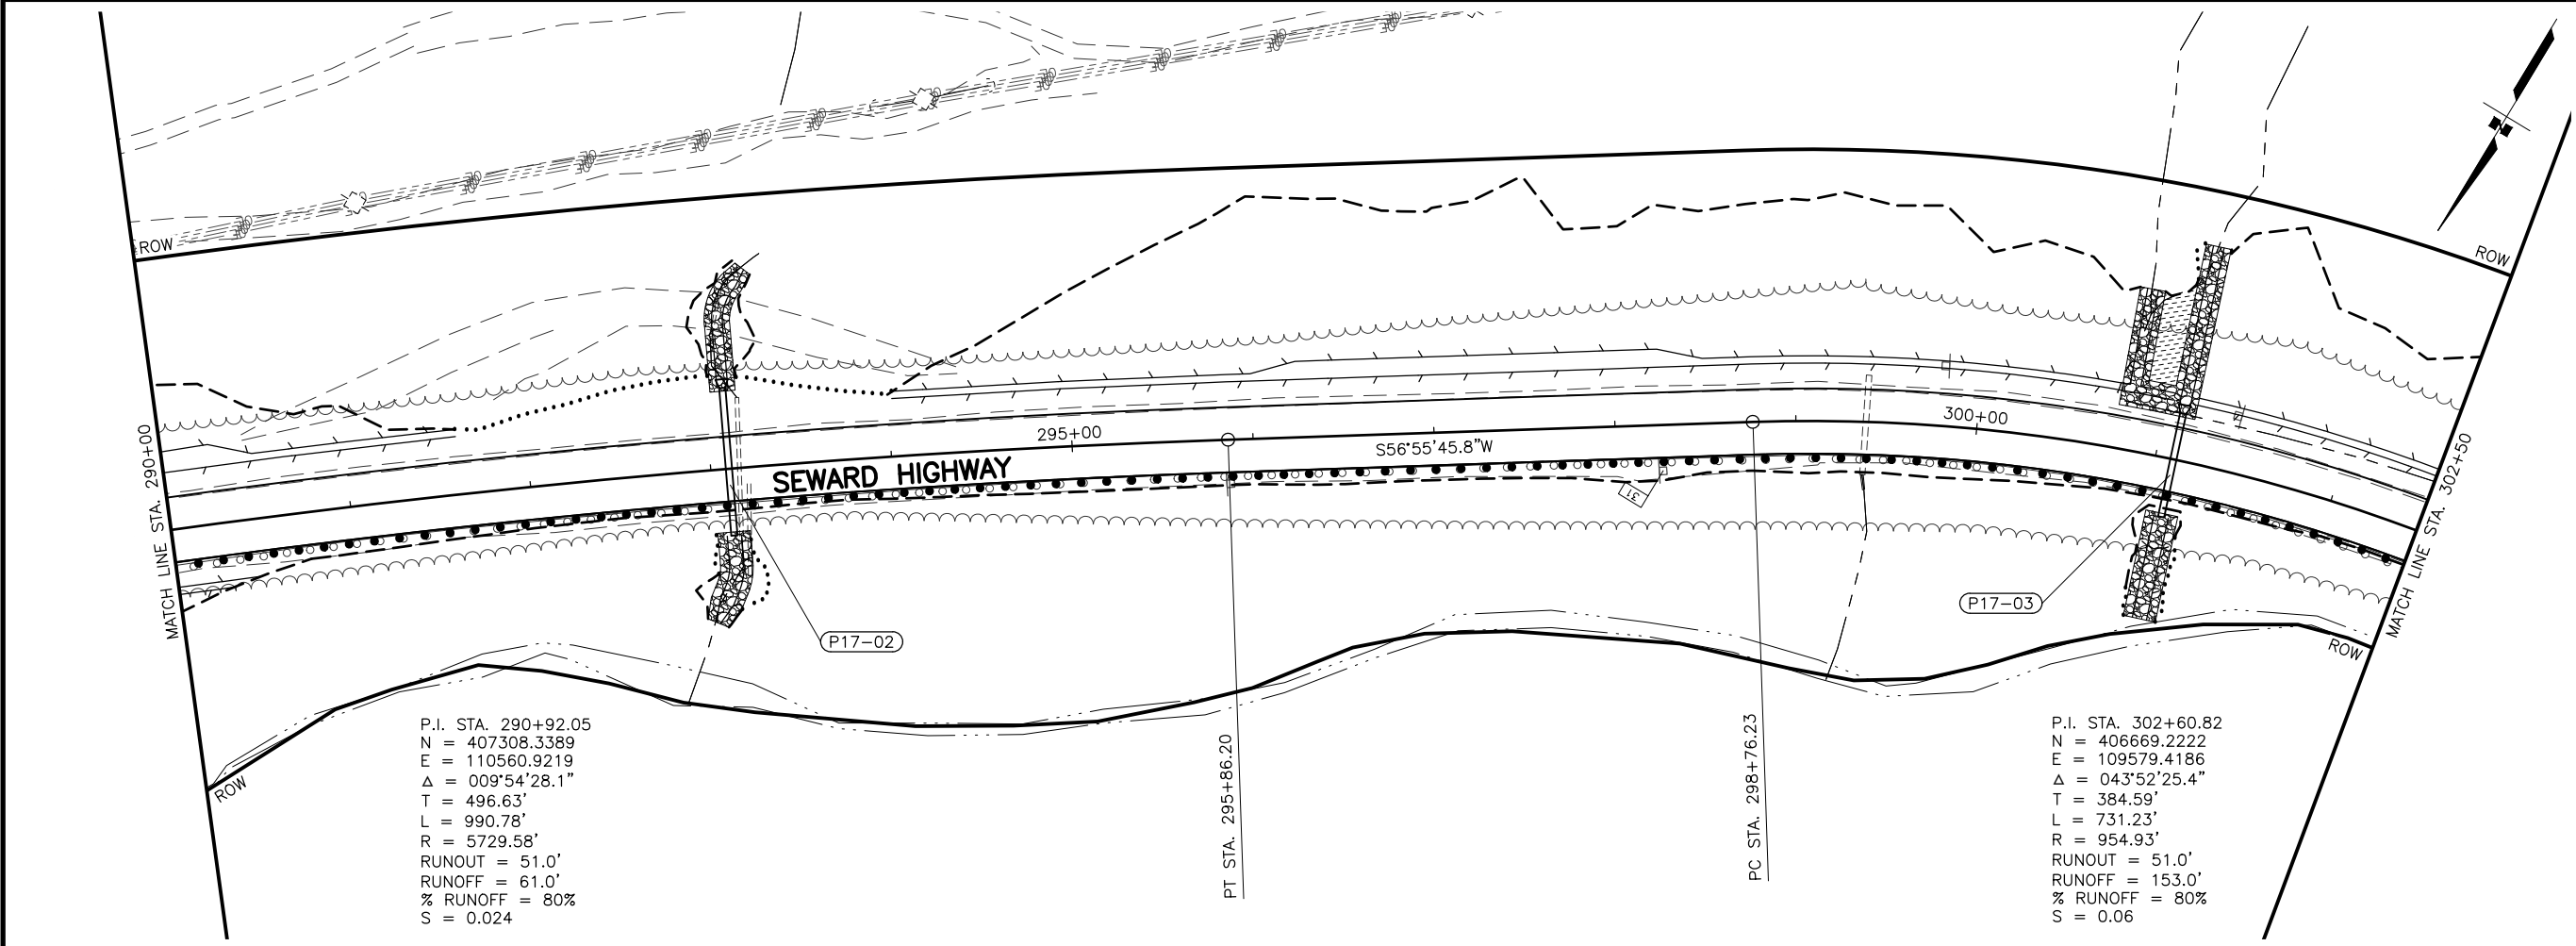 ROW
ROW
MATCH LINE STA. 290+00
295+00
300+00
S56°55'45.8"W
SEWARD HIGHWAY
31
MATCH LINE STA. 302+50
P17-02
P17-03
ROW
ROW
PT STA. 295+86.20
PC STA. 298+76.23
P.I. STA. 290+92.05
N = 407308.3389
E = 110560.9219
Δ = 009°54'28.1"
T = 496.63'
L = 990.78'
R = 5729.58'
RUNOUT = 51.0'
RUNOFF = 61.0'
% RUNOFF = 80%
S = 0.024
P.I. STA. 302+60.82
N = 406669.2222
E = 109579.4186
Δ = 043°52'25.4"
T = 384.59'
L = 731.23'
R = 954.93'
RUNOUT = 51.0'
RUNOFF = 153.0'
% RUNOFF = 80%
S = 0.06